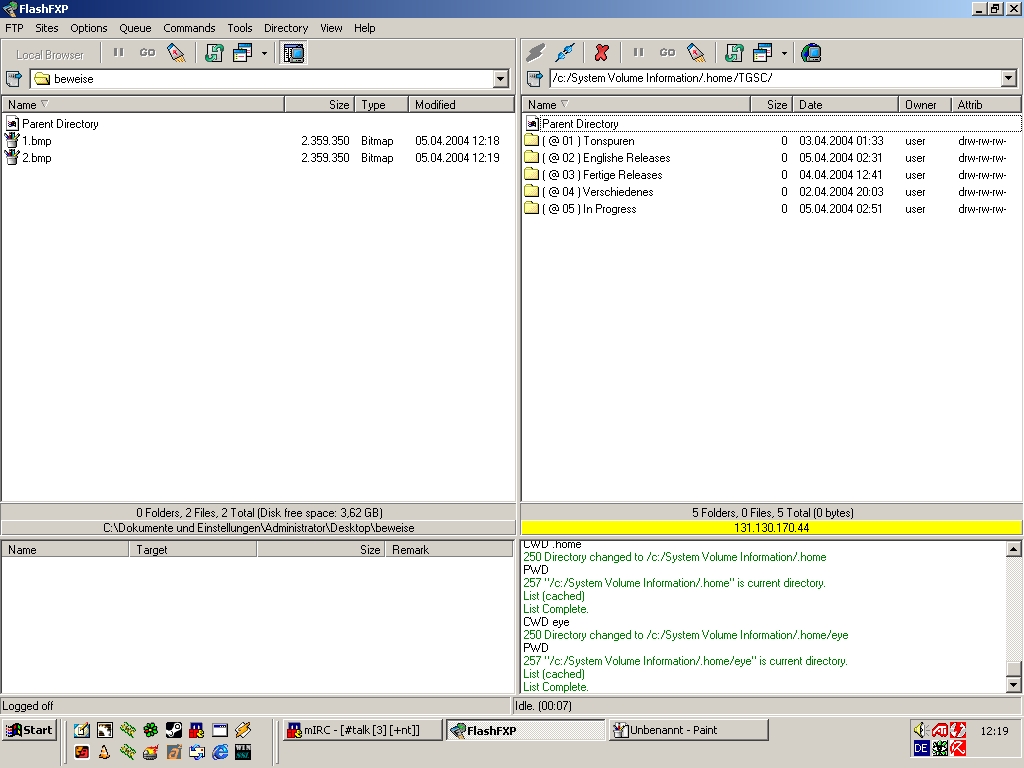 FlashFXP
FTP Sites Options Queue Commands Tools Directory View Help
Local Browser GO
GO
beweise
/c:/System Volume Information/.home/TGSC/
Name Size Type Modified
Parent Directory
1.bmp 2.359.350 Bitmap 05.04.2004 12:18
2.bmp 2.359.350 Bitmap 05.04.2004 12:19
Name Size Date Owner Attrib
Parent Directory
( @ 01 ) Tonspuren 0 03.04.2004 01:33 user drw-rw-rw-
( @ 02 ) Englishe Releases 0 05.04.2004 02:31 user drw-rw-rw-
( @ 03 ) Fertige Releases 0 04.04.2004 12:41 user drw-rw-rw-
( @ 04 ) Verschiedenes 0 02.04.2004 20:03 user drw-rw-rw-
( @ 05 ) In Progress 0 05.04.2004 02:51 user drw-rw-rw-
0 Folders, 2 Files, 2 Total (Disk free space: 3,62 GB)
C:\Dokumente und Einstellungen\Administrator\Desktop\beweise
5 Folders, 0 Files, 5 Total (0 bytes)
131.130.170.44
Name Target Size Remark
CWD .home
250 Directory changed to /c:/System Volume Information/.home
PWD
257 "/c:/System Volume Information/.home" is current directory.
List (cached)
List Complete.
CWD eye
250 Directory changed to /c:/System Volume Information/.home/eye
PWD
257 "/c:/System Volume Information/.home/eye" is current directory.
List (cached)
List Complete.
Logged off
Idle. (00:07)
Start
mIRC - [#talk [3] [+nt]]
FlashFXP
Unbenannt - Paint
DE
12:19